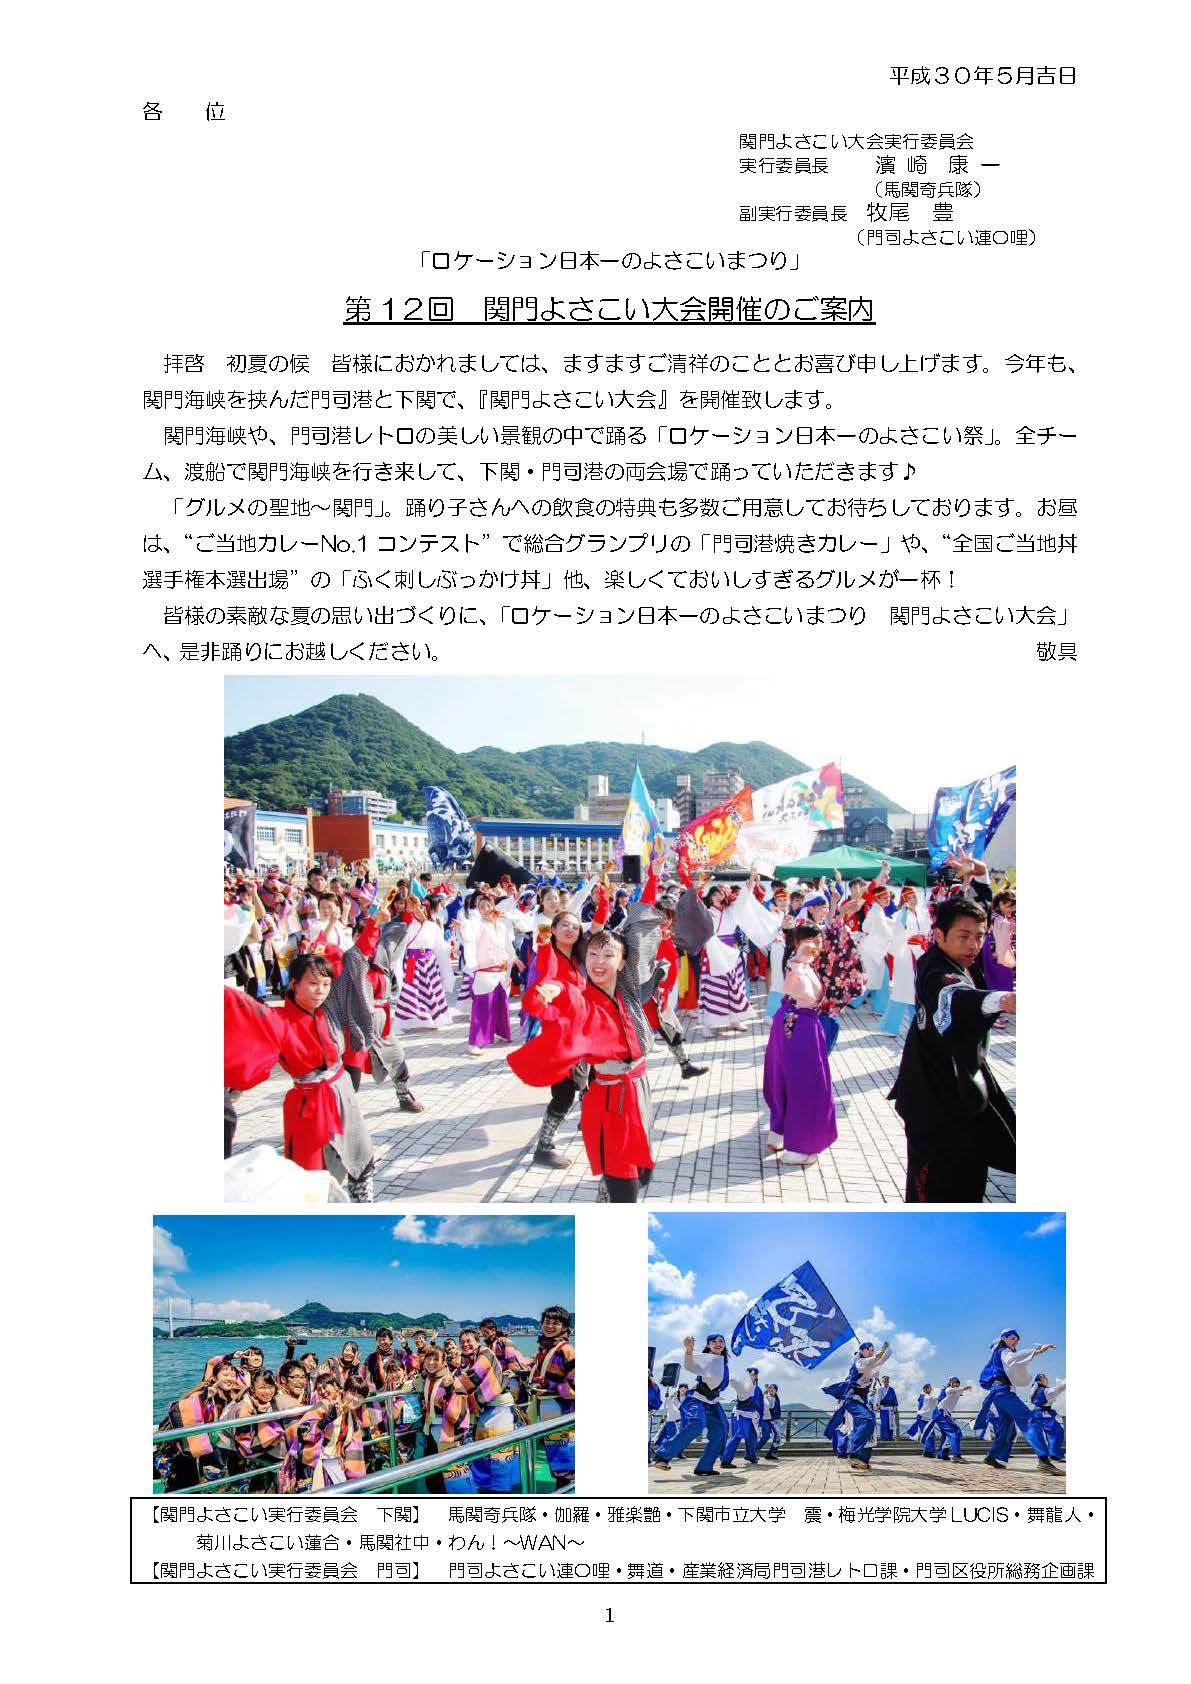 平成３０年５月吉日
各　　位
関門よさこい大会実行委員会
実行委員長　　濱 崎　康 一
（馬関奇兵隊）
副実行委員長　牧尾　豊
（門司よさこい連〇哩）
「ロケーション日本一のよさこいまつり」
第１２回　関門よさこい大会開催のご案内
拝啓　初夏の候　皆様におかれましては、ますますご清祥のこととお喜び申し上げます。今年も、
関門海峡を挟んだ門司港と下関で、『関門よさこい大会』を開催致します。
関門海峡や、門司港レトロの美しい景観の中で踊る「ロケーション日本一のよさこい祭」。全チー
ム、渡船で関門海峡を行き来して、下関・門司港の両会場で踊っていただきます♪
「グルメの聖地～関門」。踊り子さんへの飲食の特典も多数ご用意してお待ちしております。お昼
は、“ご当地カレーNo.1 コンテスト”で総合グランプリの「門司港焼きカレー」や、“全国ご当地丼
選手権本選出場”の「ふく刺しぶっかけ丼」他、楽しくておいしすぎるグルメが一杯！
皆様の素敵な夏の思い出づくりに、「ロケーション日本一のよさこいまつり　関門よさこい大会」
へ、是非踊りにお越しください。　　敬具
【関門よさこい実行委員会　下関】　馬関奇兵隊・伽羅・雅楽艶・下関市立大学　震・梅光学院大学 LUCIS・舞龍人・
菊川よさこい蓮合・馬関社中・わん！～WAN～
【関門よさこい実行委員会　門司】　門司よさこい連〇哩・舞道・産業経済局門司港レトロ課・門司区役所総務企画課
1